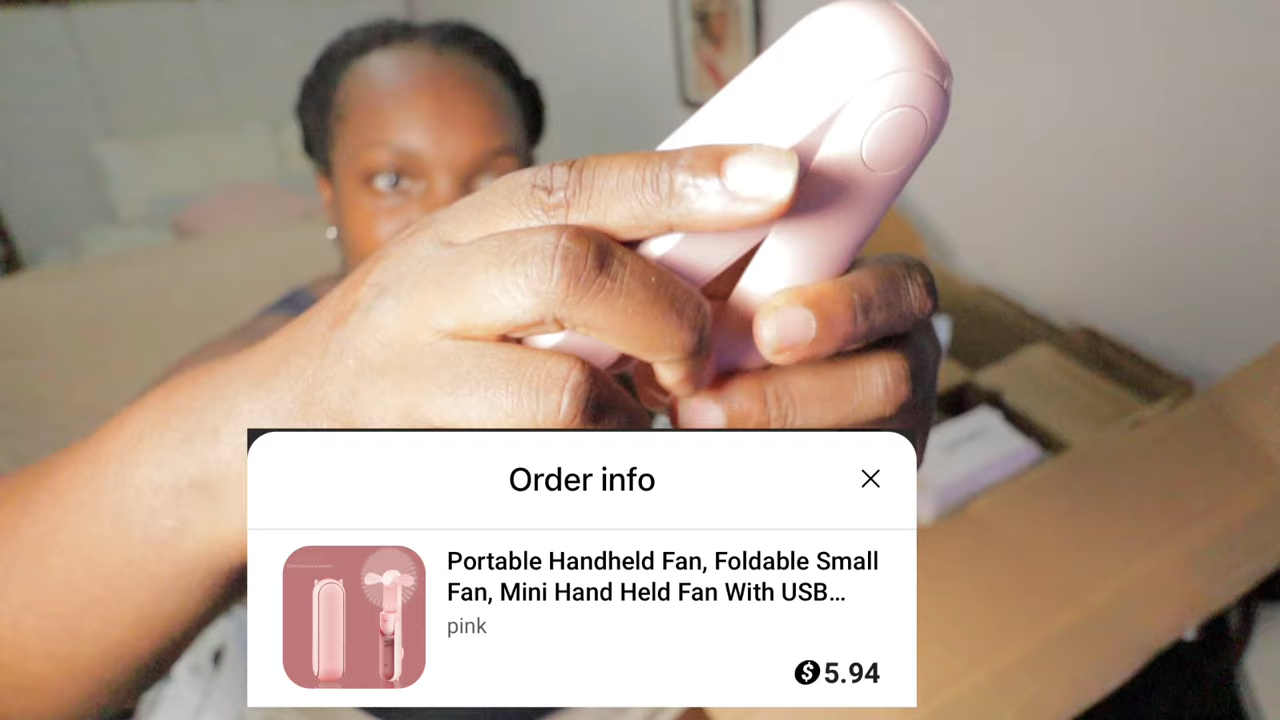 Order info
Portable Handheld Fan, Foldable Small
Fan, Mini Hand Held Fan With USB...
pink
$5.94